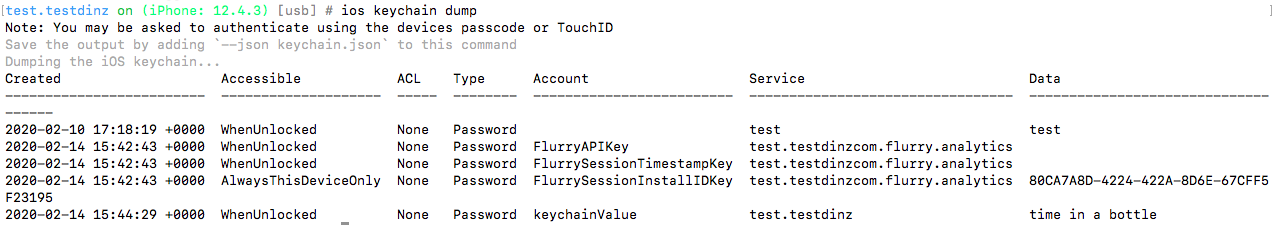 [test.testdinz on (iPhone: 12.4.3) [usb] # ios keychain dump ]
Note: You may be asked to authenticate using the devices passcode or TouchID
Save the output by adding `--json keychain.json` to this command
Dumping the iOS keychain...
Created Accessible ACL Type Account Service Data
------------------------- -------------------- ----- -------- ------------------------- --------------------------------- ------------------------------
------
2020-02-10 17:18:19 +0000 WhenUnlocked None Password test test
2020-02-14 15:42:43 +0000 WhenUnlocked None Password FlurryAPIKey test.testdinzcom.flurry.analytics
2020-02-14 15:42:43 +0000 WhenUnlocked None Password FlurrySessionTimestampKey test.testdinzcom.flurry.analytics
2020-02-14 15:42:43 +0000 AlwaysThisDeviceOnly None Password FlurrySessionInstallIDKey test.testdinzcom.flurry.analytics 80CA7A8D-4224-422A-8D6E-67CFF5
F23195
2020-02-14 15:44:29 +0000 WhenUnlocked None Password keychainValue test.testdinz time in a bottle